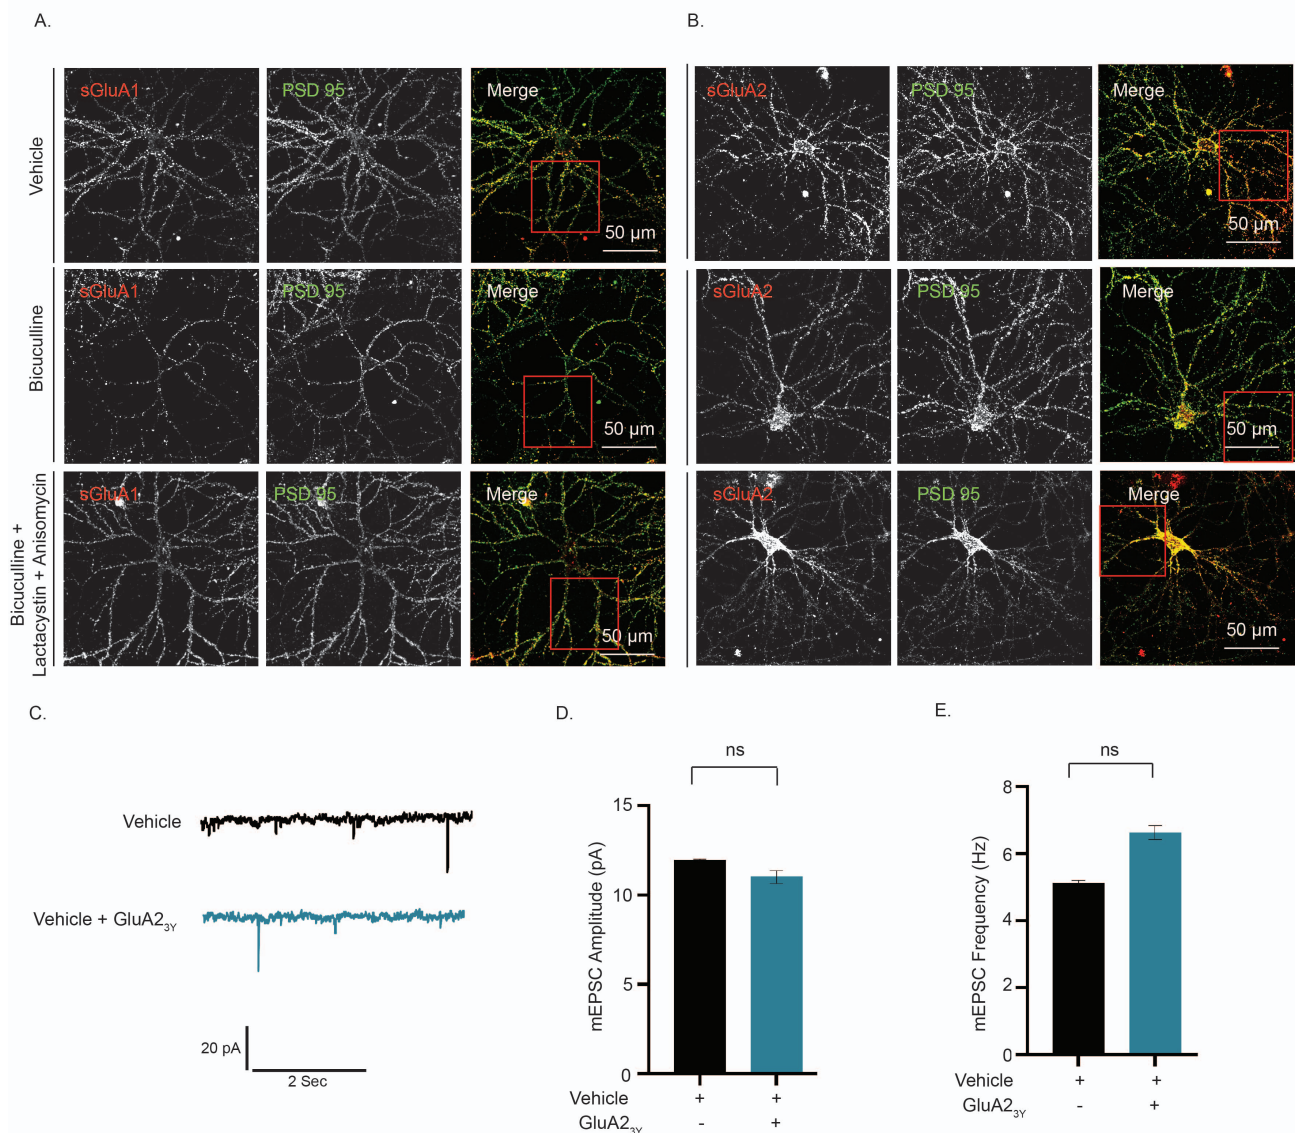 A.
B.
sGluA1 PSD 95 Merge
sGluA2 PSD 95 Merge
Vehicle
50 µm
50 µm
sGluA1 PSD 95 Merge
sGluA2 PSD 95 Merge
Bicuculline
50 µm
50 µm
sGluA1 PSD 95 Merge
sGluA2 PSD 95 Merge
Bicuculline +
Lactacystin + Anisomycin
50 µm
50 µm
C.
Vehicle
Vehicle + GluA2₃Y
20 pA
2 Sec
D.
ns
mEPSC Amplitude (pA)
15
10
5
0
Vehicle + +
GluA2₃Y - +
E.
ns
mEPSC Frequency (Hz)
8
6
4
2
0
Vehicle + +
GluA2₃Y - +